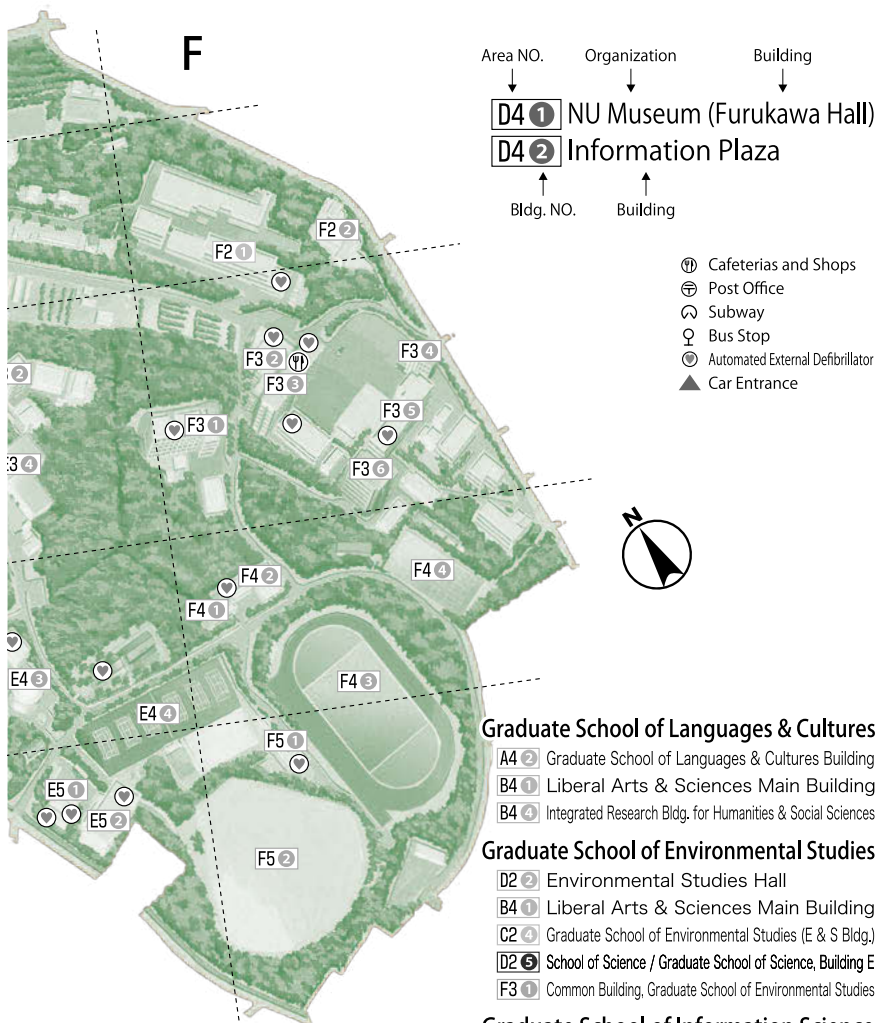 F
Area NO. Organization Building
D4 1 NU Museum (Furukawa Hall)
D4 2 Information Plaza
Bldg. NO. Building
F2 2
F2 1
Cafeterias and Shops
Post Office
Subway
Bus Stop
Automated External Defibrillator
Car Entrance
F3 4
F3 2
F3 3
2
F3 5
F3 1
E3 4
F3 6
N
F4 2
F4 4
F4 1
E4 3
F4 3
E4 4
F5 1
E5 1
E5 2
F5 2
Graduate School of Languages & Cultures
A4 2 Graduate School of Languages & Cultures Building
B4 1 Liberal Arts & Sciences Main Building
B4 4 Integrated Research Bldg. for Humanities & Social Sciences
Graduate School of Environmental Studies
D2 2 Environmental Studies Hall
B4 1 Liberal Arts & Sciences Main Building
C2 4 Graduate School of Environmental Studies (E & S Bldg.)
D2 5 School of Science / Graduate School of Science, Building E
F3 1 Common Building, Graduate School of Environmental Studies
Graduate School of Information Science